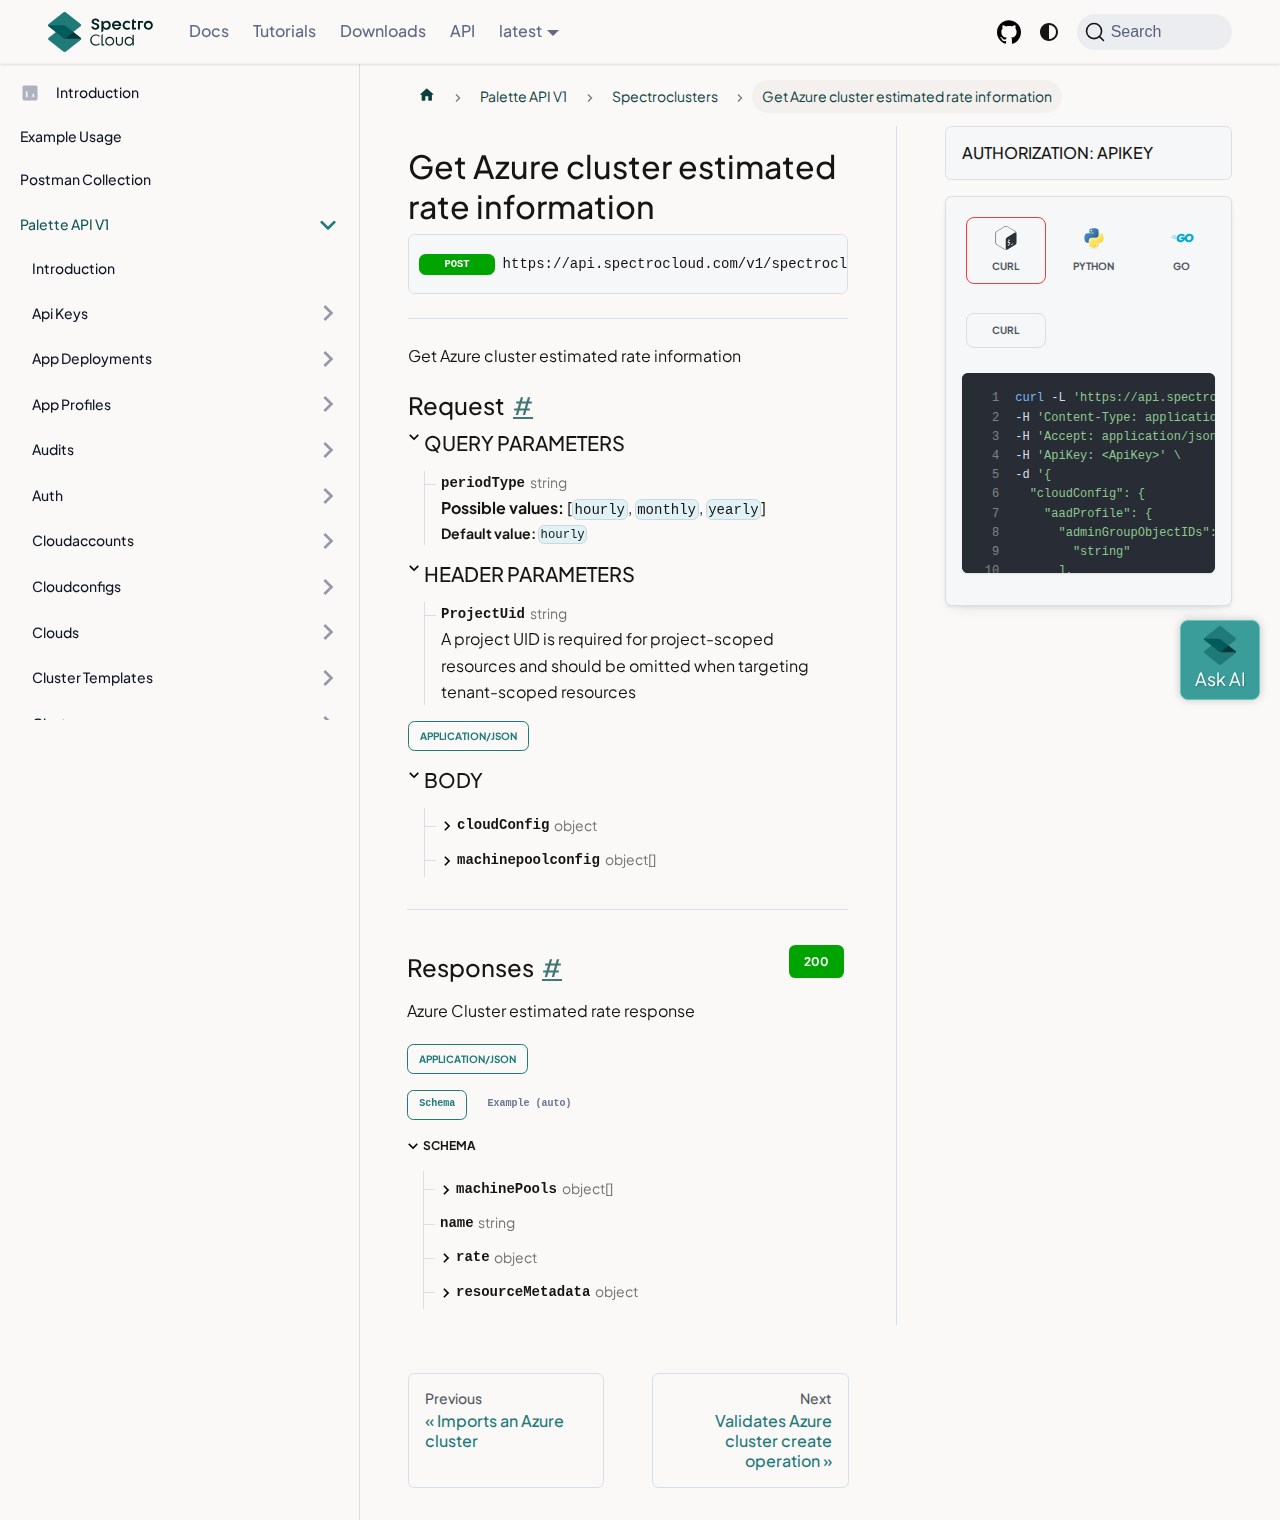 Spectro Cloud
Docs
Tutorials
Downloads
API
latest
Search
Introduction
Example Usage
Postman Collection
Palette API V1
Introduction
Api Keys
App Deployments
App Profiles
Audits
Auth
Cloudaccounts
Cloudconfigs
Clouds
Cluster Templates
Palette API V1
Spectroclusters
Get Azure cluster estimated rate information
Get Azure cluster estimated
rate information
POST https://api.spectrocloud.com/v1/spectrocl
Get Azure cluster estimated rate information
Request #
QUERY PARAMETERS
periodType string
Possible values: [hourly, monthly, yearly]
Default value: hourly
HEADER PARAMETERS
ProjectUid string
A project UID is required for project-scoped
resources and should be omitted when targeting
tenant-scoped resources
APPLICATION/JSON
BODY
cloudConfig object
machinepoolconfig object[]
Responses #
200
Azure Cluster estimated rate response
APPLICATION/JSON
Schema
Example (auto)
SCHEMA
machinePools object[]
name string
rate object
resourceMetadata object
Previous
« Imports an Azure
cluster
Next
Validates Azure
cluster create
operation »
AUTHORIZATION: APIKEY
CURL
PYTHON
GO
CURL
1 curl -L 'https://api.spectro
2 -H 'Content-Type: applicatio
3 -H 'Accept: application/json
4 -H 'ApiKey: <ApiKey>' \
5 -d '{
6 "cloudConfig": {
7 "aadProfile": {
8 "adminGroupObjectIDs":
9 "string"
10 ],
Ask AI